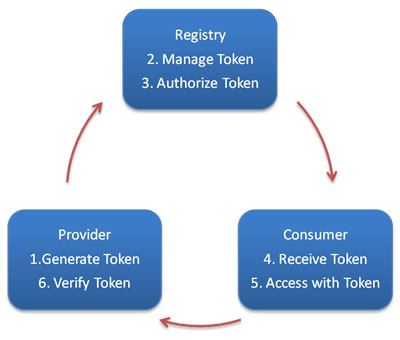 Registry
2. Manage Token
3. Authorize Token
Provider
1.Generate Token
6. Verify Token
Consumer
4. Receive Token
5. Access with Token